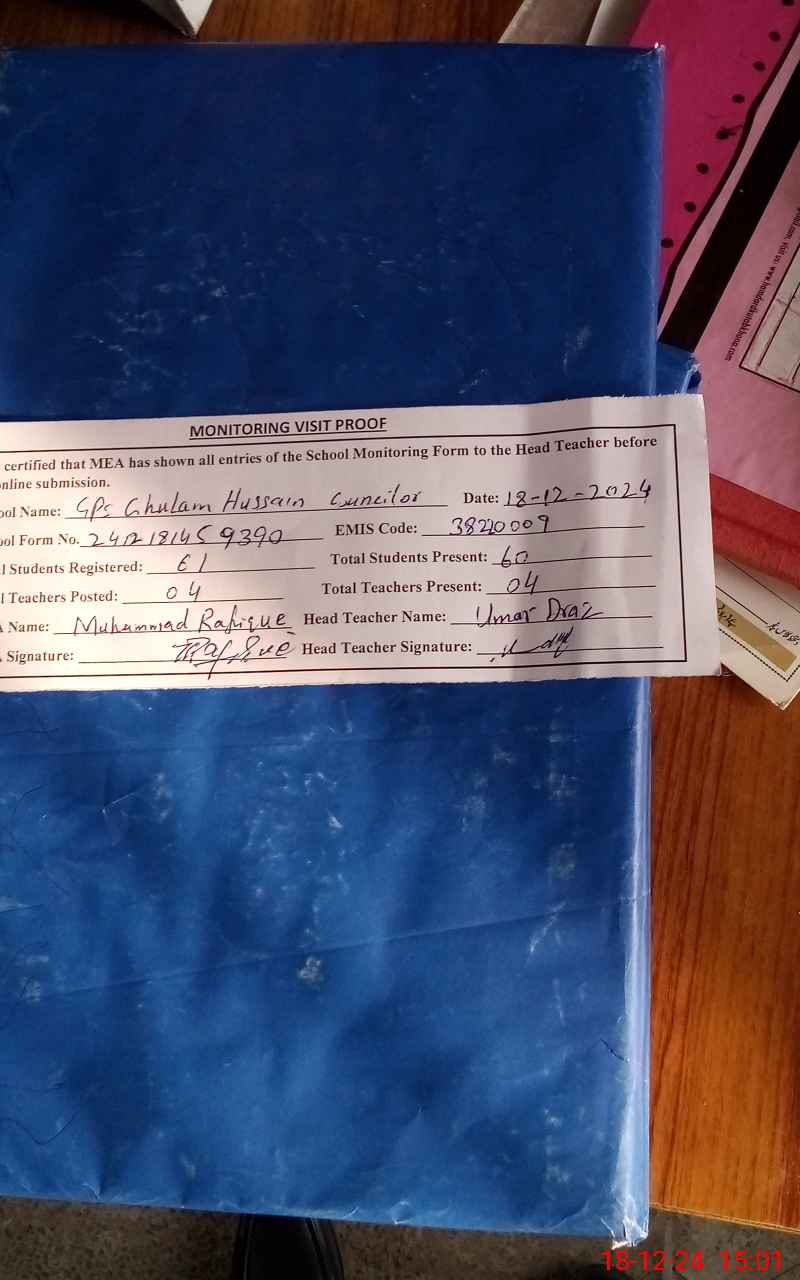 MONITORING VISIT PROOF
certified that MEA has shown all entries of the School Monitoring Form to the Head Teacher before
nline submission.
ool Name: GPS Ghulam Hussain Cuncilor Date: 18-12-2024
ool Form No. 241218145 9390 EMIS Code: 38220009
l Students Registered: 61 Total Students Present: 60
l Teachers Posted: 04 Total Teachers Present: 04
Name: Muhammad Rafique Head Teacher Name: Umar Draz
Signature: Rafique Head Teacher Signature:
18-12-24 15:01